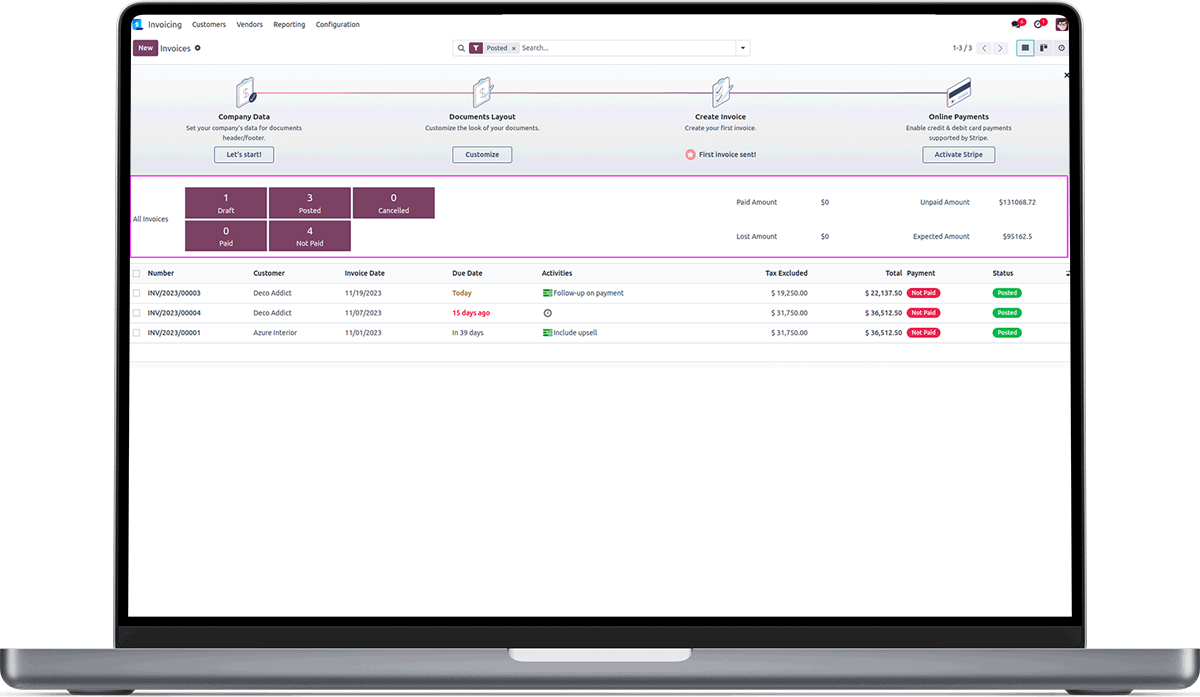 Invoicing Customers Vendors Reporting Configuration 6 1
New Invoices Posted × Search... 1-3 / 3
Company Data Documents Layout Create Invoice Online Payments
Set your company's data for documents Customize the look of your documents. Create your first invoice. Enable credit & debit card payments
header/footer. supported by Stripe.
Let's start! Customize First invoice sent! Activate Stripe
1 3 0 Paid Amount $0 Unpaid Amount $131068.72
Draft Posted Cancelled
All Invoices
0 4 Lost Amount $0 Expected Amount $95162.5
Paid Not Paid
Number Customer Invoice Date Due Date Activities Tax Excluded Total Payment Status
INV/2023/00003 Deco Addict 11/19/2023 Today Follow-up on payment $ 19,250.00 $ 22,137.50 Not Paid Posted
INV/2023/00004 Deco Addict 11/07/2023 15 days ago $ 31,750.00 $ 36,512.50 Not Paid Posted
INV/2023/00001 Azure Interior 11/01/2023 In 39 days Include upsell $ 31,750.00 $ 36,512.50 Not Paid Posted